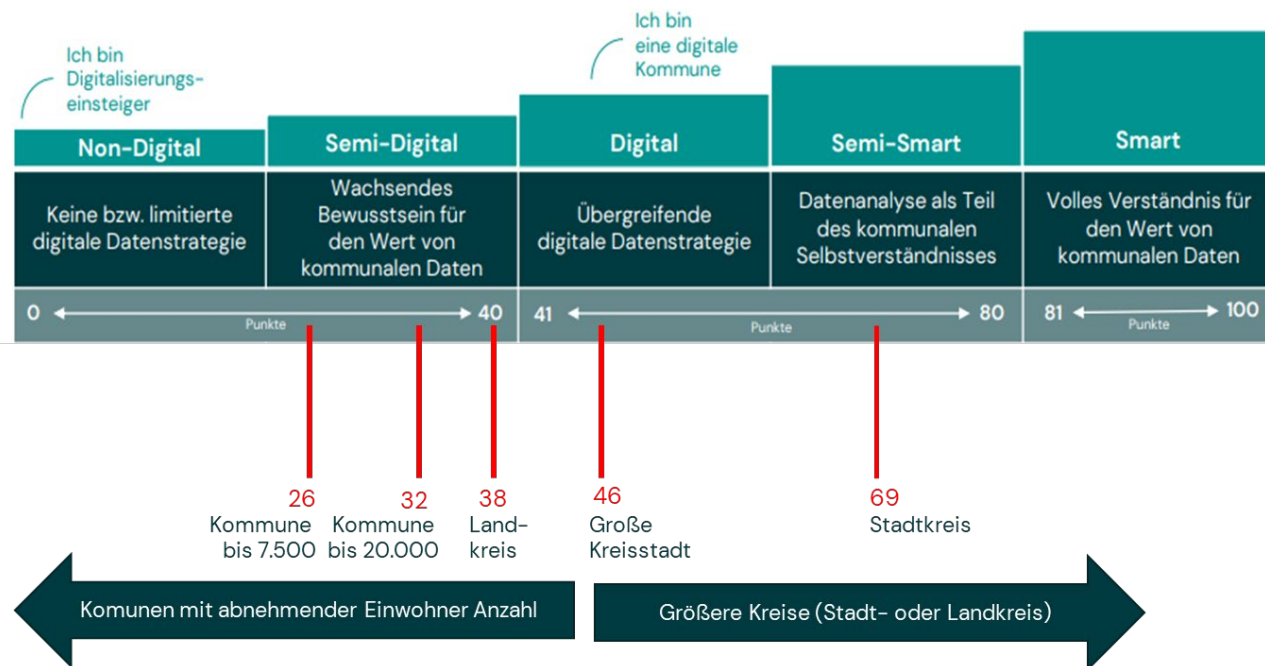 Ich bin
Digitalisierungs-
einsteiger
Ich bin
eine digitale
Kommune
Non-Digital
Semi-Digital
Digital
Semi-Smart
Smart
Keine bzw. limitierte
digitale Datenstrategie
Wachsendes
Bewusstsein für
den Wert von
kommunalen Daten
Übergreifende
digitale Datenstrategie
Datenanalyse als Teil
des kommunalen
Selbstverständnisses
Volles Verständnis für
den Wert von
kommunalen Daten
0 Punkte 40
41 Punkte 80
81 Punkte 100
26
Kommune
bis 7.500
32
Kommune
bis 20.000
38
Land-
kreis
46
Große
Kreisstadt
69
Stadtkreis
Komunen mit abnehmender Einwohner Anzahl
Größere Kreise (Stadt- oder Landkreis)